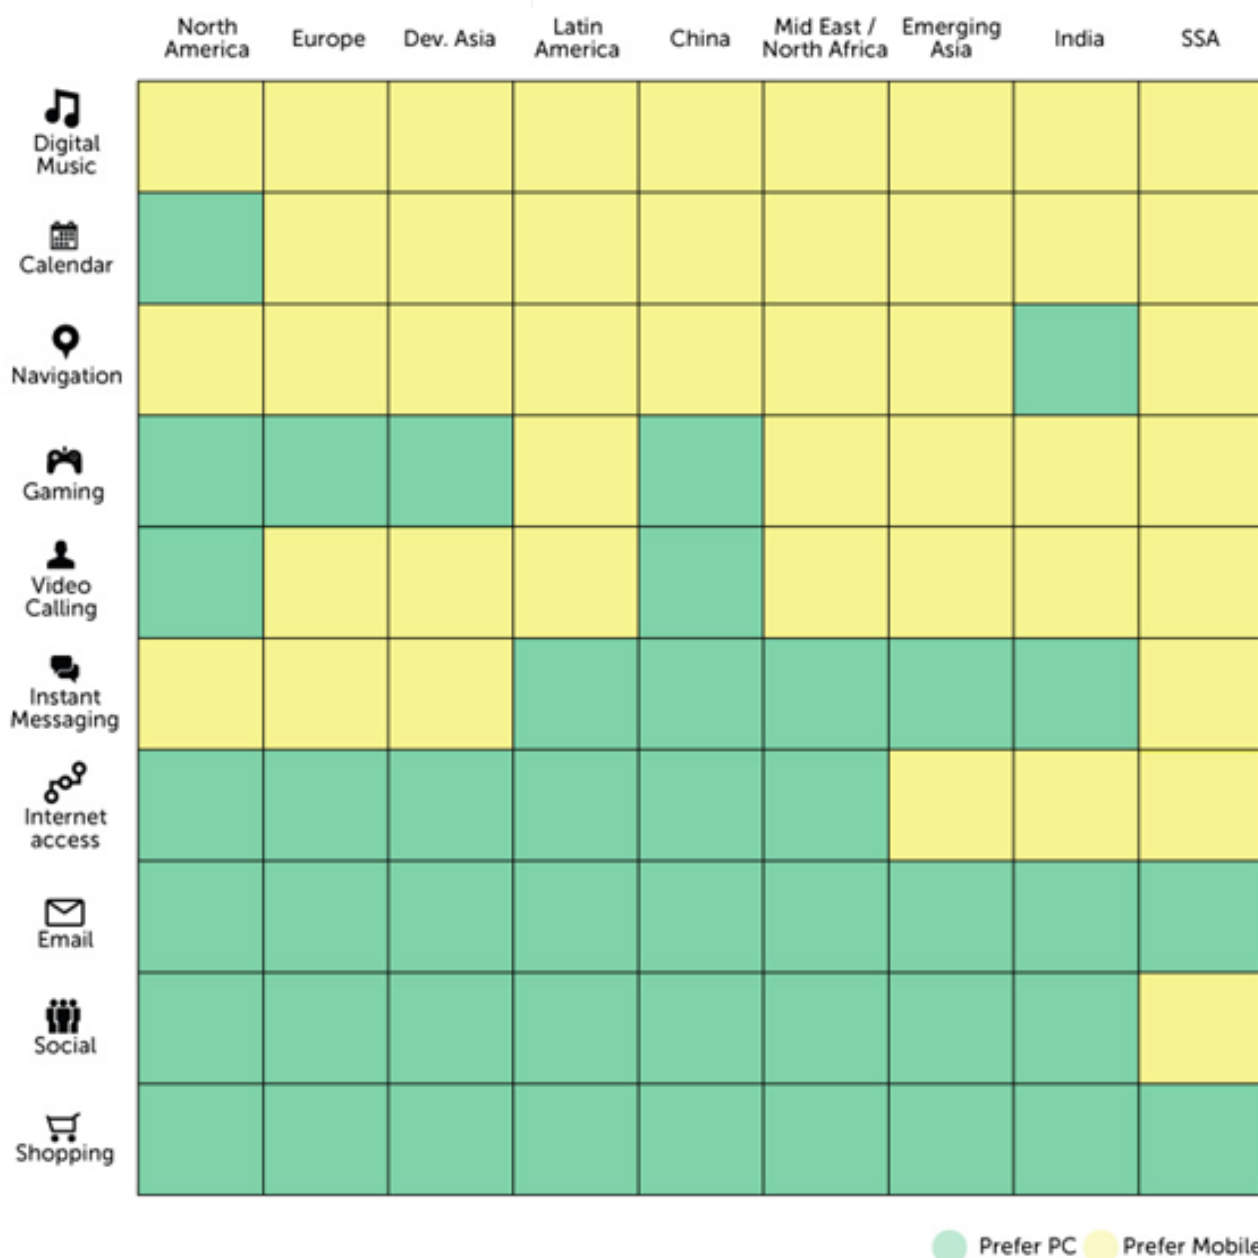 North
America
Europe
Dev. Asia
Latin
America
China
Mid East /
North Africa
Emerging
Asia
India
SSA
Digital
Music
Calendar
Navigation
Gaming
Video
Calling
Instant
Messaging
Internet
access
Email
Social
Shopping
Prefer PC
Prefer Mobile